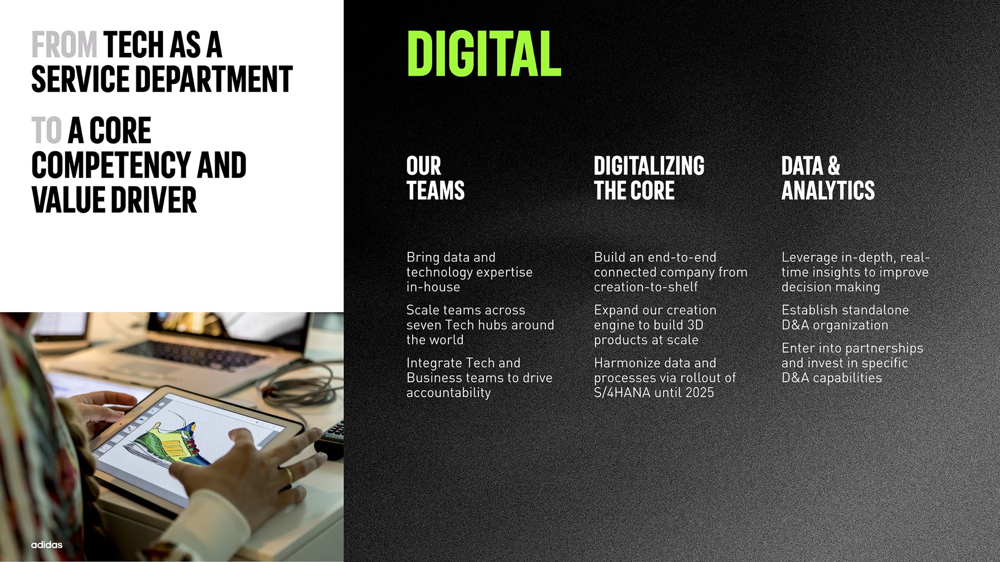 FROM TECH AS A
SERVICE DEPARTMENT
TO A CORE
COMPETENCY AND
VALUE DRIVER
DIGITAL
OUR
TEAMS
Bring data and
technology expertise
in-house
Scale teams across
seven Tech hubs around
the world
Integrate Tech and
Business teams to drive
accountability
DIGITALIZING
THE CORE
Build an end-to-end
connected company from
creation-to-shelf
Expand our creation
engine to build 3D
products at scale
Harmonize data and
processes via rollout of
S/4HANA until 2025
DATA &
ANALYTICS
Leverage in-depth, real-
time insights to improve
decision making
Establish standalone
D&A organization
Enter into partnerships
and invest in specific
D&A capabilities
SAMSUNG
adidas